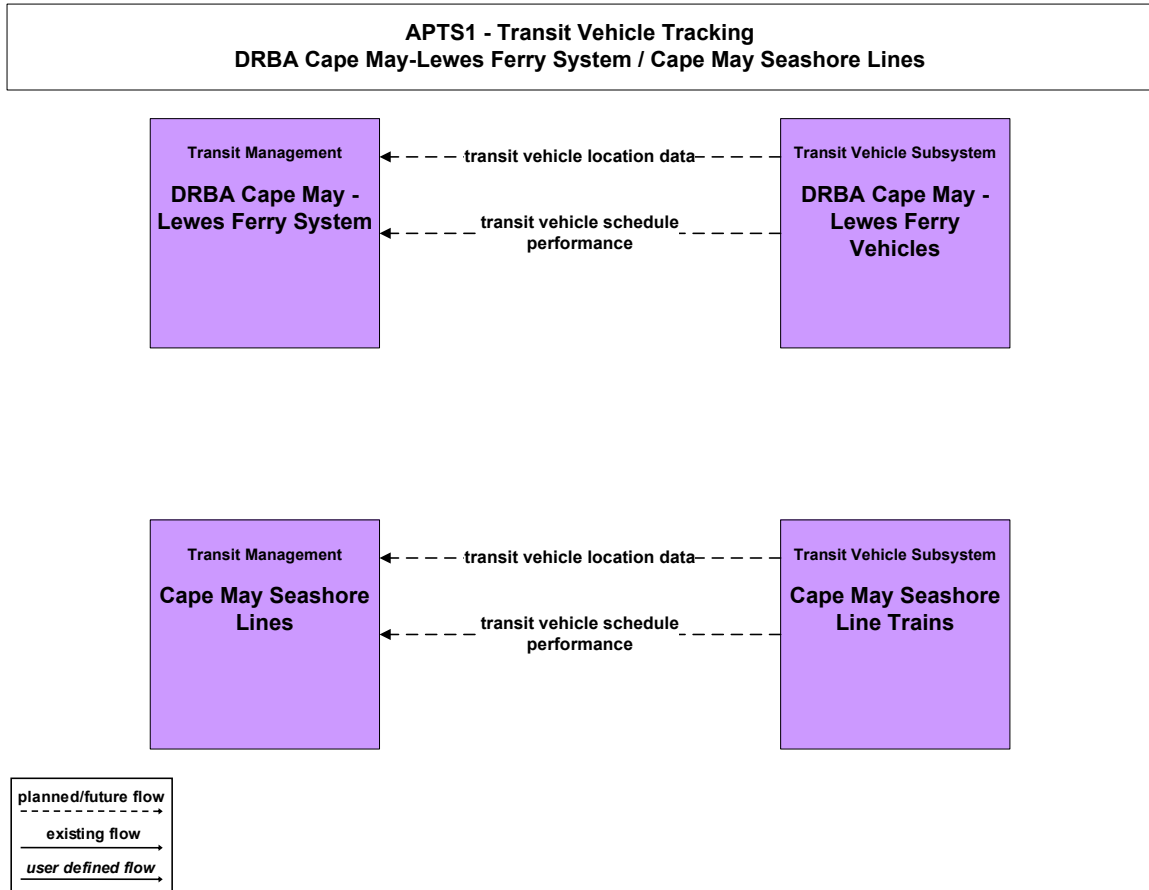 APTS1 - Transit Vehicle Tracking
DRBA Cape May-Lewes Ferry System / Cape May Seashore Lines
Transit Management
DRBA Cape May -
Lewes Ferry System
transit vehicle location data
transit vehicle schedule
performance
Transit Vehicle Subsystem
DRBA Cape May -
Lewes Ferry
Vehicles
Transit Management
Cape May Seashore
Lines
transit vehicle location data
transit vehicle schedule
performance
Transit Vehicle Subsystem
Cape May Seashore
Line Trains
planned/future flow
existing flow
user defined flow